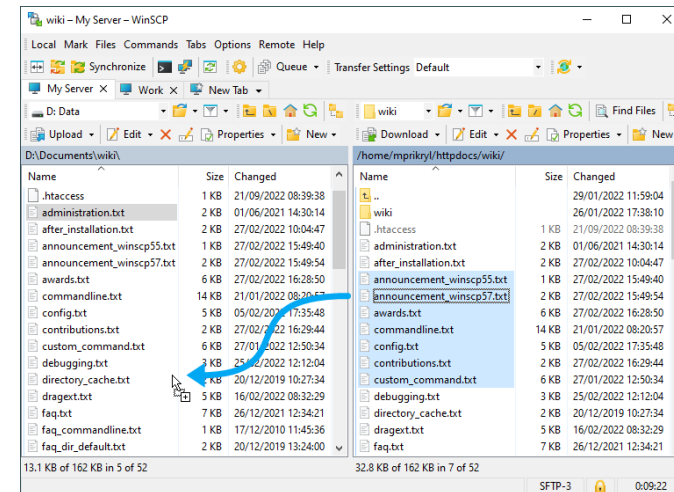 wiki – My Server – WinSCP
Local Mark Files Commands Tabs Options Remote Help
Synchronize Queue Transfer Settings Default
My Server Work New Tab
D: Data
wiki Find Files
Upload Edit Properties New
Download Edit Properties New
D:\Documents\wiki\
Name Size Changed
.htaccess 1 KB 21/09/2022 08:39:38
administration.txt 2 KB 01/06/2021 14:30:14
after_installation.txt 2 KB 27/02/2022 10:04:47
announcement_winscp55.txt 1 KB 27/02/2022 15:49:40
announcement_winscp57.txt 2 KB 27/02/2022 15:49:54
awards.txt 6 KB 27/02/2022 16:28:50
commandline.txt 14 KB 21/01/2022 08:20:57
config.txt 5 KB 05/02/2022 17:35:48
contributions.txt 2 KB 27/02/2022 16:29:44
custom_command.txt 6 KB 27/01/2022 12:50:34
debugging.txt 3 KB 25/02/2022 12:12:04
directory_cache.txt KB 20/12/2019 10:27:34
dragext.txt 5 KB 16/02/2022 08:32:29
faq.txt 7 KB 26/12/2021 12:34:21
faq_commandline.txt 1 KB 17/12/2010 11:45:36
faq_dir_default.txt 2 KB 20/12/2019 13:24:00
13.1 KB of 162 KB in 5 of 52
/home/mprikryl/httpdocs/wiki/
Name Size Changed
.. 29/01/2022 11:59:04
wiki 26/01/2022 17:38:10
.htaccess 1 KB 21/09/2022 08:39:38
administration.txt 2 KB 01/06/2021 14:30:14
after_installation.txt 2 KB 27/02/2022 10:04:47
announcement_winscp55.txt 1 KB 27/02/2022 15:49:40
announcement_winscp57.txt 2 KB 27/02/2022 15:49:54
awards.txt 6 KB 27/02/2022 16:28:50
commandline.txt 14 KB 21/01/2022 08:20:57
config.txt 5 KB 05/02/2022 17:35:48
contributions.txt 2 KB 27/02/2022 16:29:44
custom_command.txt 6 KB 27/01/2022 12:50:34
debugging.txt 3 KB 25/02/2022 12:12:04
directory_cache.txt 2 KB 20/12/2019 10:27:34
dragext.txt 5 KB 16/02/2022 08:32:29
faq.txt 7 KB 26/12/2021 12:34:21
32.8 KB of 162 KB in 7 of 52
SFTP-3 0:09:22